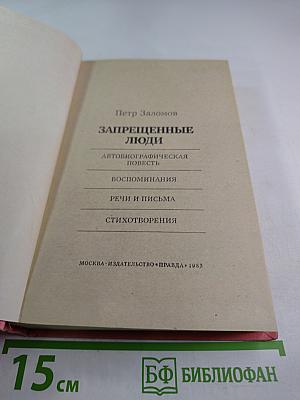 Петр Заломов
ЗАПРЕЩЕННЫЕ
ЛЮДИ
АВТОБИОГРАФИЧЕСКАЯ
ПОВЕСТЬ
ВОСПОМИНАНИЯ
РЕЧИ И ПИСЬМА
СТИХОТВОРЕНИЯ
МОСКВА · ИЗДАТЕЛЬСТВО «ПРАВДА» 1983
15 см
БФ БИБЛИОФАН